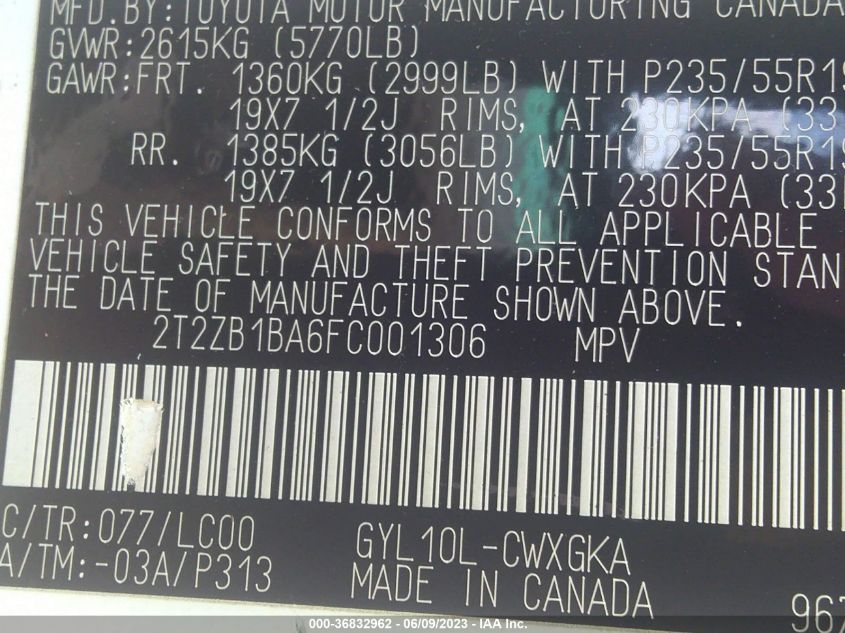 MFD.BY:TOYOTA MOTOR MANUFACTURING CANADA
GVWR:2615KG (5770LB)
GAWR:FRT. 1360KG (2999LB) WITH P235/55R19
19X7 1/2J RIMS, AT 230KPA (33
RR. 1385KG (3056LB) WITH P235/55R19
19X7 1/2J RIMS, AT 230KPA (33
THIS VEHICLE CONFORMS TO ALL APPLICABLE
VEHICLE SAFETY AND THEFT PREVENTION STAN
THE DATE OF MANUFACTURE SHOWN ABOVE.
2T2ZB1BA6FC001306 MPV
C/TR:077/LC00 GYL10L-CWXGKA
A/TM:-03A/P313 MADE IN CANADA 967
000-36832962 - 06/09/2023 - IAA Inc.